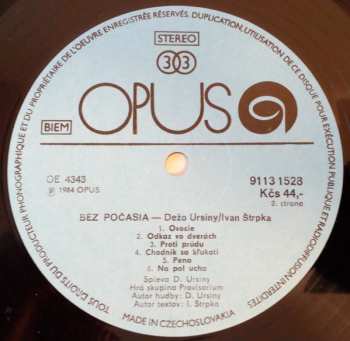 TOUS DROITS DU PRODUCTEUR PHONOGRAPHIQUE ET DU PROPRIÉTAIRE DE L'OEUVRE ENREGISTRÉE RÉSERVÉS. DUPLICATION, UTILISATION DE CE DISQUE POUR EXÉCUTION PUBLIQUE ET RADIODIFFUSION INTERDITES
STEREO
33
OPUS
BIEM
OE 4343
9113 1528
℗ 1984 OPUS
Kčs 44,-
2. strana
BEZ POČASIA — Dežo Ursiny/Ivan Štrpka
1. Ovocie
2. Odkaz vo dverách
3. Proti prúdu
4. Chodník sa kľukatí
5. Pena
6. Na pol ucha
Spieva D. Ursiny
Hrá skupina Provisorium
Autor hudby: D. Ursiny
Autor textov: I. Štrpka
MADE IN CZECHOSLOVAKIA